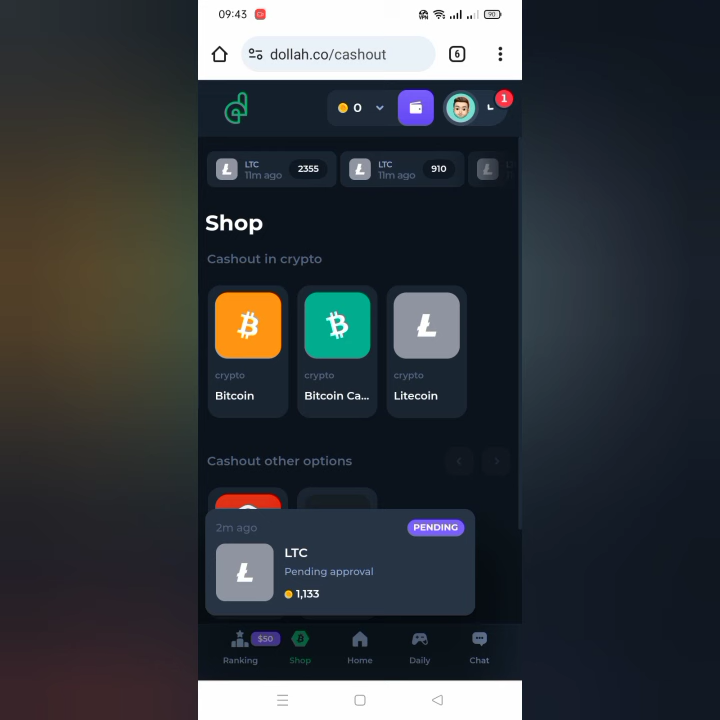 09:43
90
dollah.co/cashout
6
0
1
LTC
11m ago
2355
LTC
11m ago
910
Shop
Cashout in crypto
crypto
Bitcoin
crypto
Bitcoin Ca...
crypto
Litecoin
Cashout other options
2m ago
PENDING
LTC
Pending approval
1,133
$50
Ranking
Shop
Home
Daily
Chat